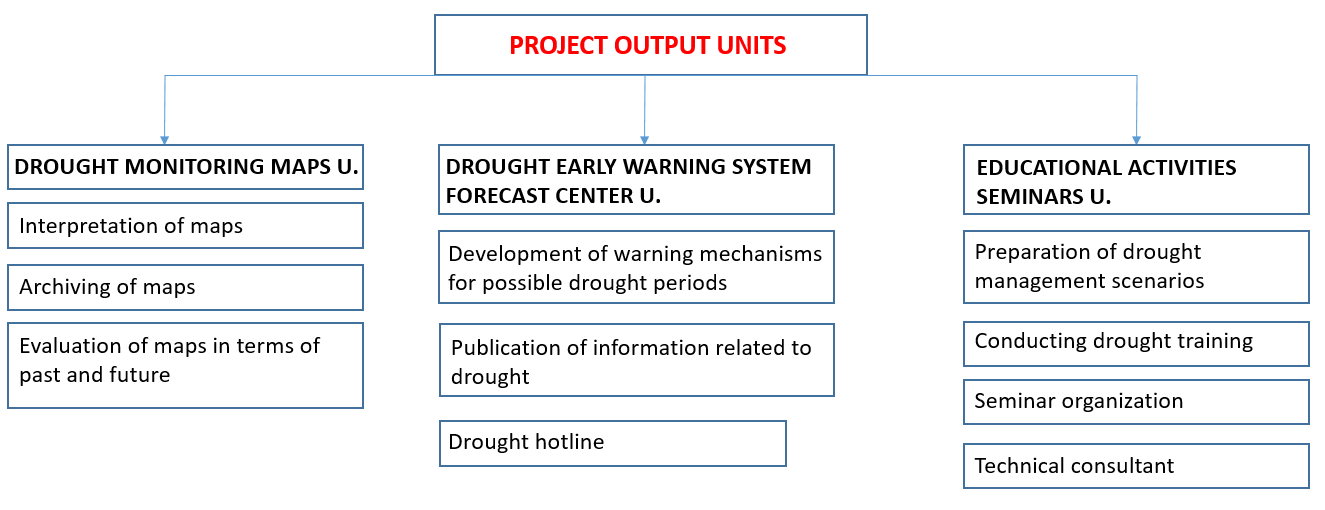 PROJECT OUTPUT UNITS
DROUGHT MONITORING MAPS U.
Interpretation of maps
Archiving of maps
Evaluation of maps in terms of
past and future
DROUGHT EARLY WARNING SYSTEM
FORECAST CENTER U.
Development of warning mechanisms
for possible drought periods
Publication of information related to
drought
Drought hotline
EDUCATIONAL ACTIVITIES
SEMINARS U.
Preparation of drought
management scenarios
Conducting drought training
Seminar organization
Technical consultant